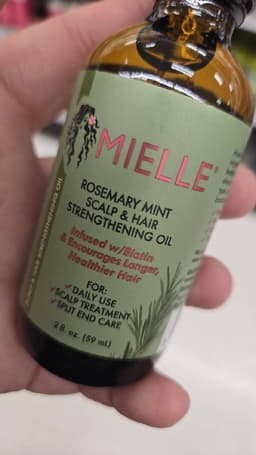 MIELLE®
ROSEMARY MINT
SCALP & HAIR
STRENGTHENING OIL
Infused w/Biotin
& Encourages Longer,
Healthier Hair
FOR:
✓ DAILY USE
✓ SCALP TREATMENT
✓ SPLIT END CARE
2 fl. oz. (59 mL)